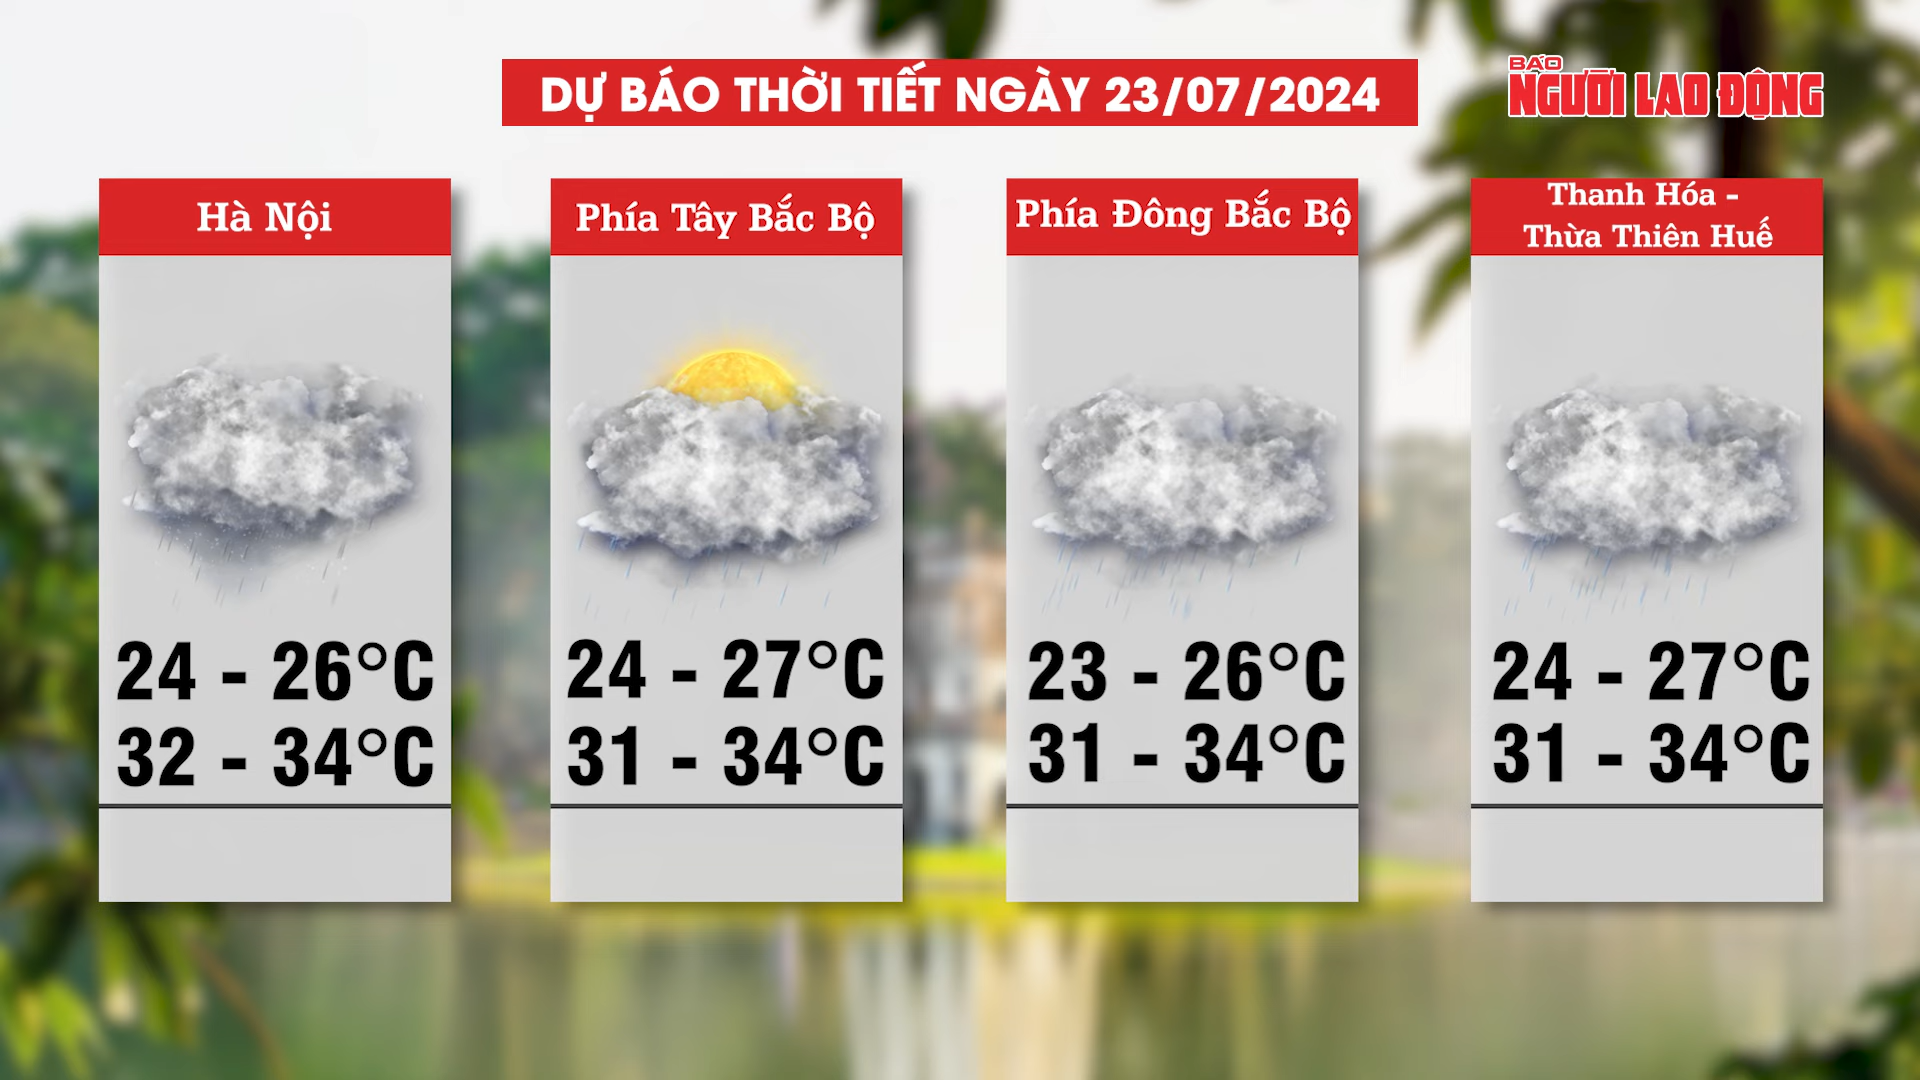 DỰ BÁO THỜI TIẾT NGÀY 23/07/2024
BÁO
NGƯỜI LAO ĐỘNG
Hà Nội
24 - 26°C
32 - 34°C
Phía Tây Bắc Bộ
24 - 27°C
31 - 34°C
Phía Đông Bắc Bộ
23 - 26°C
31 - 34°C
Thanh Hóa -
Thừa Thiên Huế
24 - 27°C
31 - 34°C